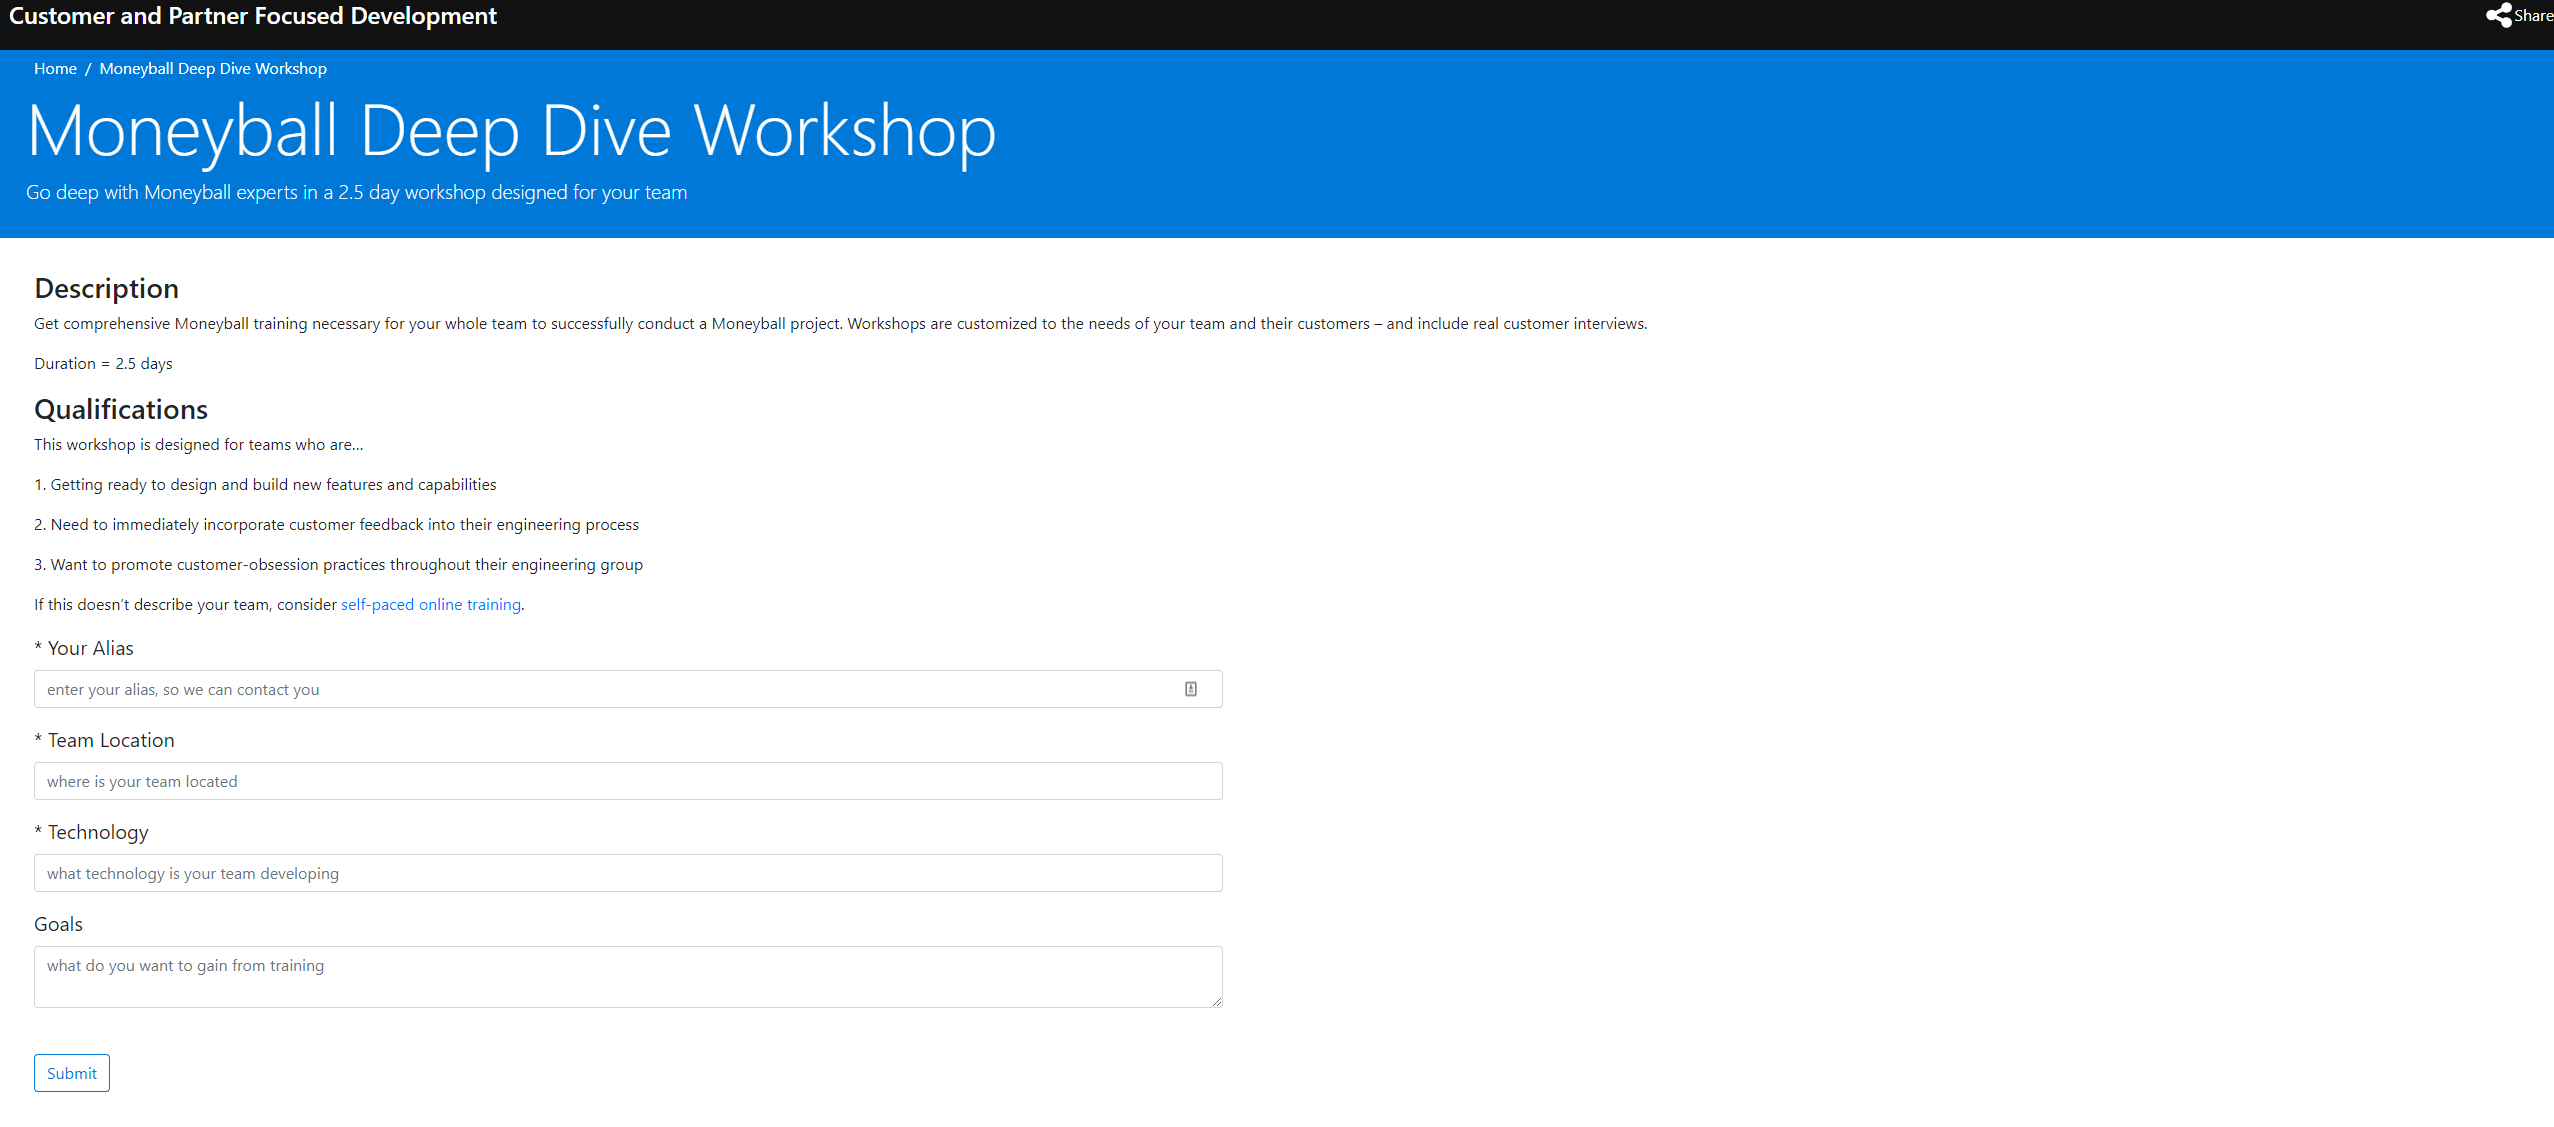 Customer and Partner Focused Development
Share
Home / Moneyball Deep Dive Workshop
Moneyball Deep Dive Workshop
Go deep with Moneyball experts in a 2.5 day workshop designed for your team
Description
Get comprehensive Moneyball training necessary for your whole team to successfully conduct a Moneyball project. Workshops are customized to the needs of your team and their customers – and include real customer interviews.
Duration = 2.5 days
Qualifications
This workshop is designed for teams who are...
1. Getting ready to design and build new features and capabilities
2. Need to immediately incorporate customer feedback into their engineering process
3. Want to promote customer-obsession practices throughout their engineering group
If this doesn’t describe your team, consider self-paced online training.
* Your Alias
enter your alias, so we can contact you
* Team Location
where is your team located
* Technology
what technology is your team developing
Goals
what do you want to gain from training
Submit